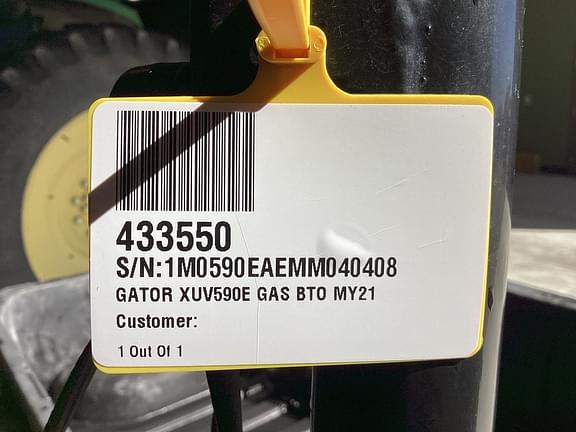 433550
S/N:1M0590EAEMM040408
GATOR XUV590E GAS BTO MY21
Customer:
1 Out Of 1